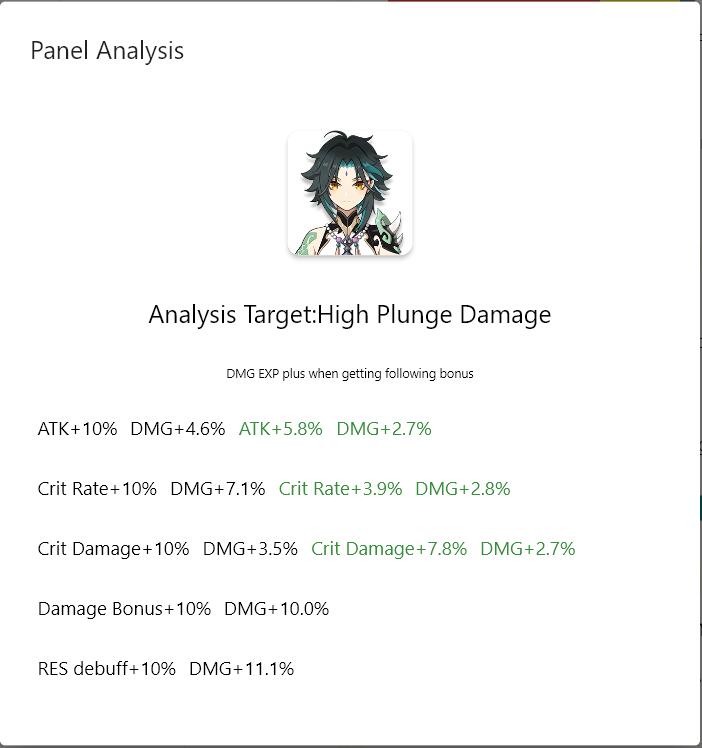 Panel Analysis
Analysis Target:High Plunge Damage
DMG EXP plus when getting following bonus
ATK+10% DMG+4.6% ATK+5.8% DMG+2.7%
Crit Rate+10% DMG+7.1% Crit Rate+3.9% DMG+2.8%
Crit Damage+10% DMG+3.5% Crit Damage+7.8% DMG+2.7%
Damage Bonus+10% DMG+10.0%
RES debuff+10% DMG+11.1%